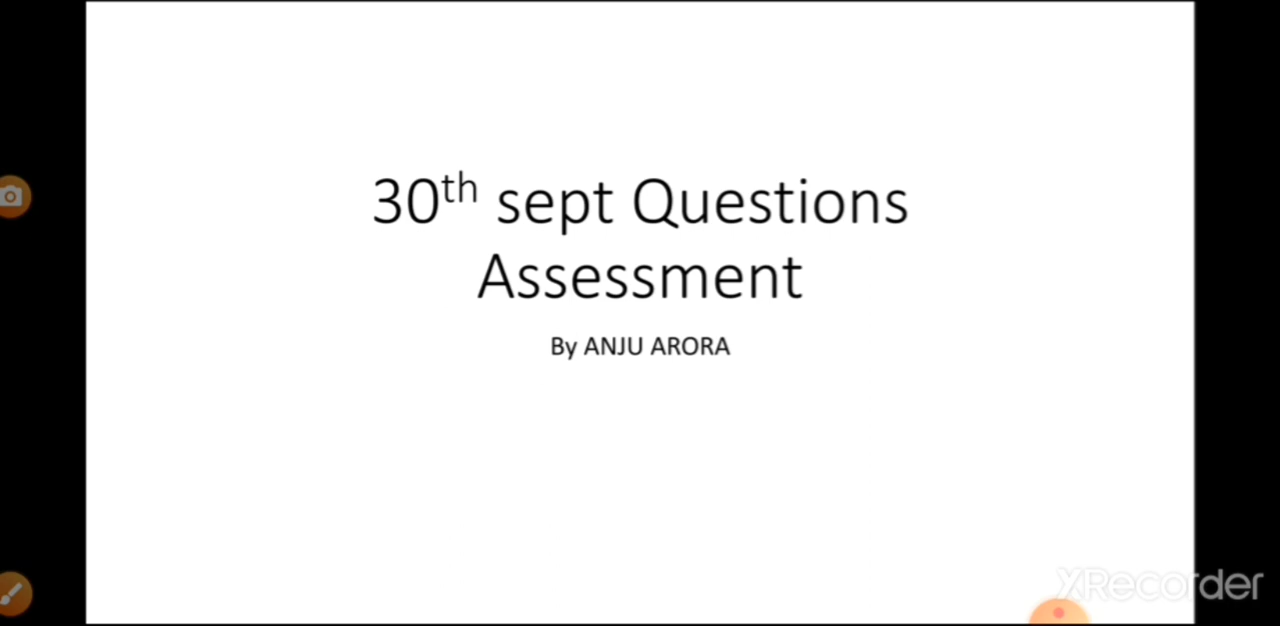 30th sept Questions
Assessment
By ANJU ARORA
XRecorder